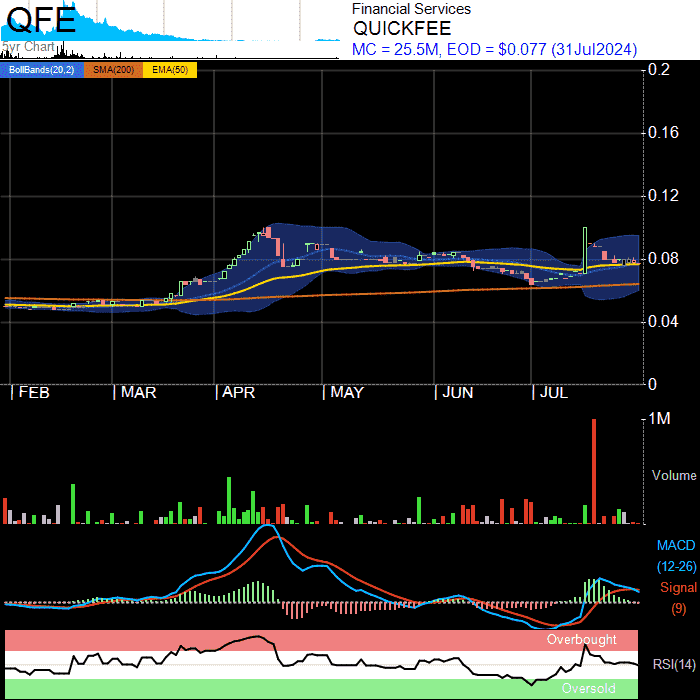 QFE
5yr Chart
Financial Services
QUICKFEE
MC = 25.5M, EOD = $0.077 (31Jul2024)
BollBands(20,2) SMA(200) EMA(50)
0.2
0.16
0.12
0.08
0.04
0
FEB MAR APR MAY JUN JUL
1M
Volume
MACD
(12-26)
Signal
(9)
Overbought
RSI(14)
Oversold